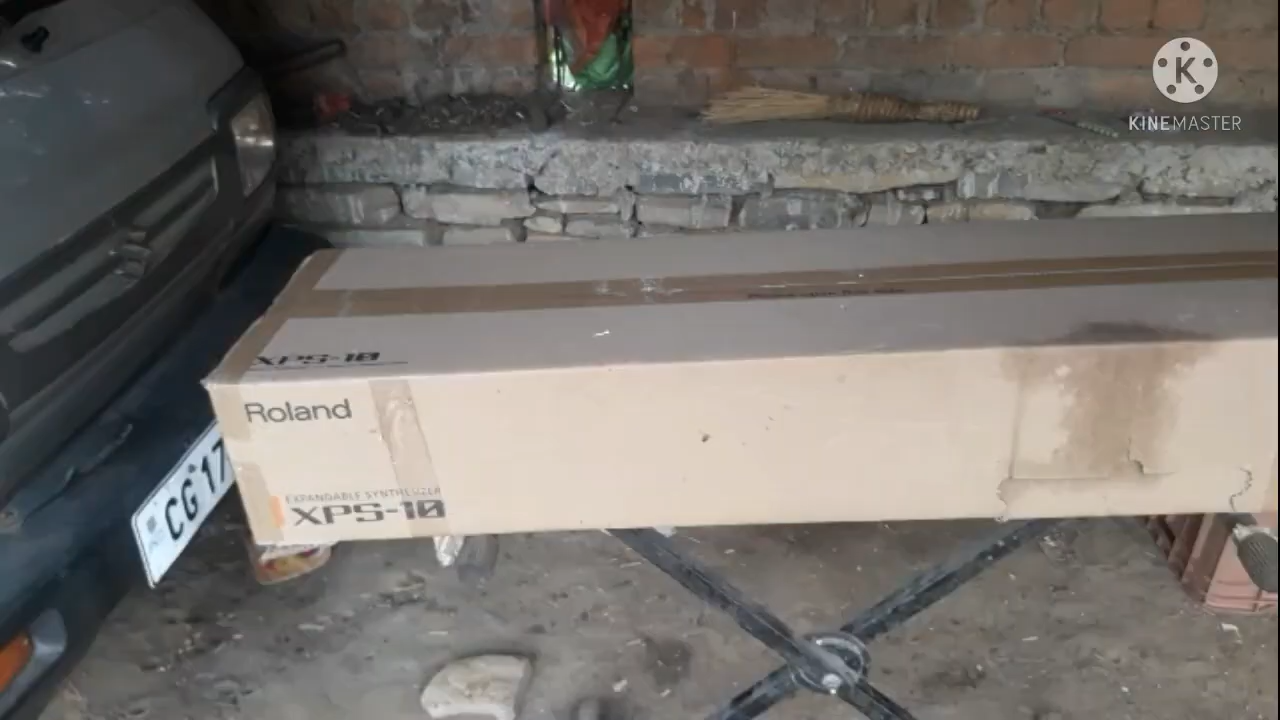 KINEMASTER
XPS-10
Roland
EXPANDABLE SYNTHESIZER
XPS-10
CG 17